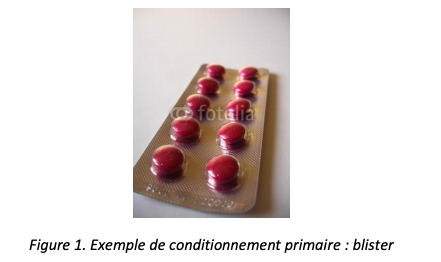 fotolia
Figure 1. Exemple de conditionnement primaire : blister